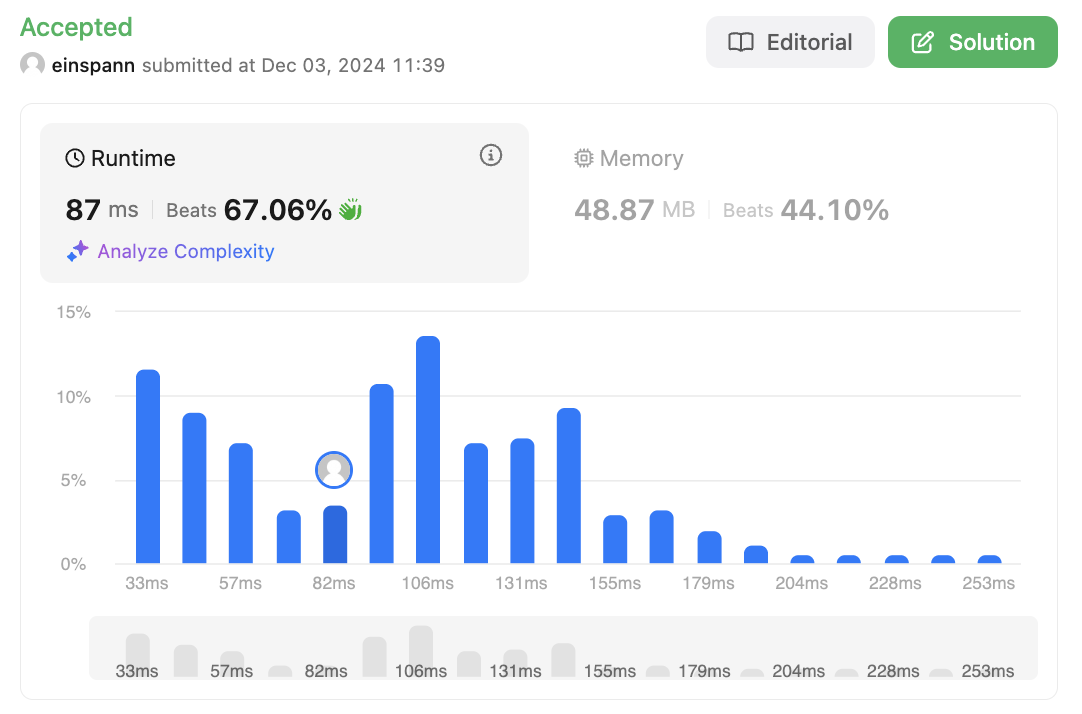 Accepted
einspann submitted at Dec 03, 2024 11:39
Editorial
Solution
Runtime
87 ms Beats 67.06%
Analyze Complexity
Memory
48.87 MB Beats 44.10%
15%
10%
5%
0%
33ms 57ms 82ms 106ms 131ms 155ms 179ms 204ms 228ms 253ms
33ms 57ms 82ms 106ms 131ms 155ms 179ms 204ms 228ms 253ms